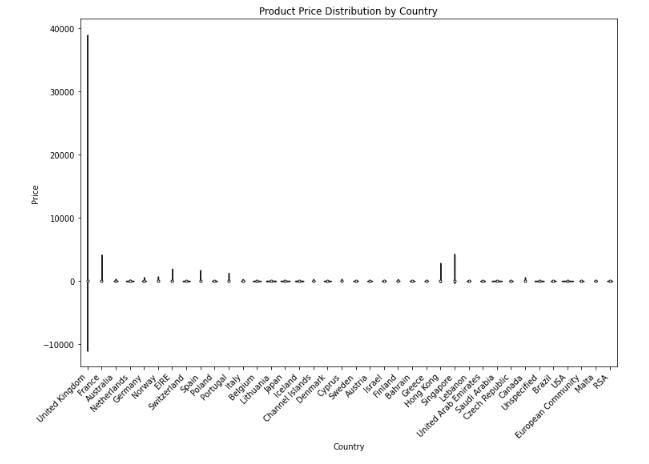 Product Price Distribution by Country
40000
30000
20000
10000
0
−10000
Price
United Kingdom
France
Australia
Netherlands
Germany
Norway
EIRE
Switzerland
Spain
Poland
Portugal
Italy
Belgium
Lithuania
Japan
Iceland
Channel Islands
Denmark
Cyprus
Sweden
Austria
Israel
Finland
Bahrain
Greece
Hong Kong
Singapore
Lebanon
United Arab Emirates
Saudi Arabia
Czech Republic
Canada
Unspecified
Brazil
USA
European Community
Malta
RSA
Country